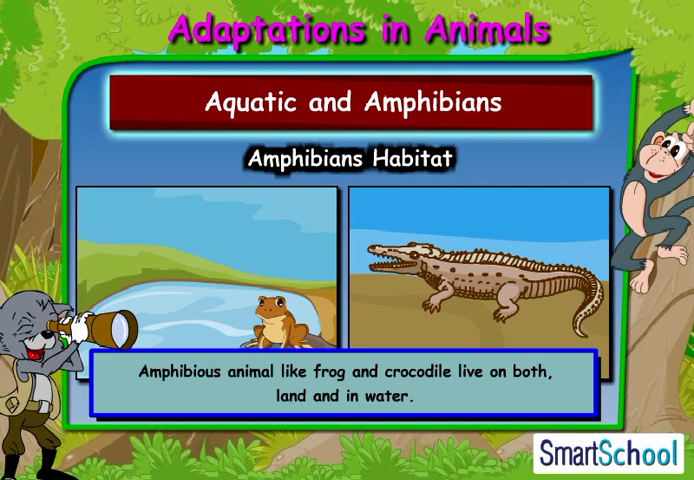 Adaptations in Animals
Aquatic and Amphibians
Amphibians Habitat
Amphibious animal like frog and crocodile live on both,
land and in water.
SmartSchool